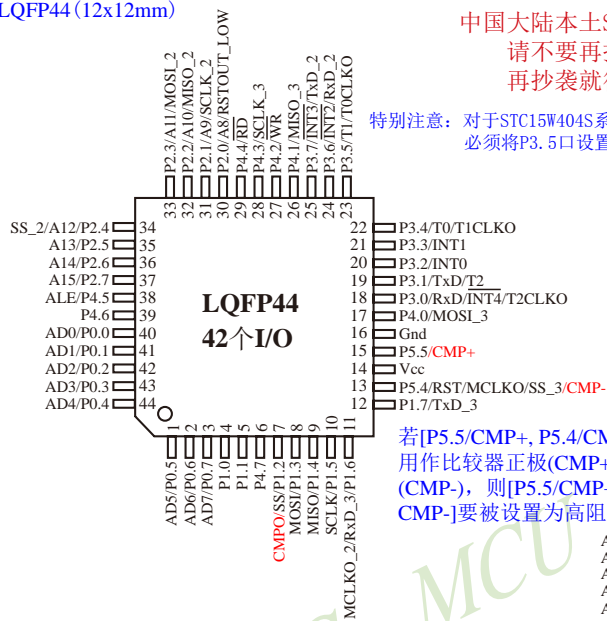 LQFP44(12x12mm)
中国大陆本土S
请不要再
再抄袭就
特别注意：对于STC15W404S系
必须将P3.5口设置
P2.3/A11/MOSI_2
P2.2/A10/MISO_2
P2.1/A9/SCLK_2
P2.0/A8/RSTOUT_LOW
P4.4/RD
P4.3/SCLK_3
P4.2/WR
P4.1/MISO_3
P3.7/INT3/TxD_2
P3.6/INT2/RxD_2
P3.5/T1/T0CLKO
33
32
31
30
29
28
27
26
25
24
23
SS_2/A12/P2.4 34
A13/P2.5 35
A14/P2.6 36
A15/P2.7 37
ALE/P4.5 38
P4.6 39
AD0/P0.0 40
AD1/P0.1 41
AD2/P0.2 42
AD3/P0.3 43
AD4/P0.4 44
LQFP44
42个I/O
22 P3.4/T0/T1CLKO
21 P3.3/INT1
20 P3.2/INT0
19 P3.1/TxD/T2
18 P3.0/RxD/INT4/T2CLKO
17 P4.0/MOSI_3
16 Gnd
15 P5.5/CMP+
14 Vcc
13 P5.4/RST/MCLKO/SS_3/CMP-
12 P1.7/TxD_3
1
2
3
4
5
6
7
8
9
10
11
AD5/P0.5
AD6/P0.6
AD7/P0.7
P1.0
P1.1
P4.7
CMPO/SS/P1.2
MOSI/P1.3
MISO/P1.4
SCLK/P1.5
MCLKO_2/RxD_3/P1.6
若[P5.5/CMP+, P5.4/CM
用作比较器正极(CMP+
(CMP-)，则[P5.5/CMP-
CMP-]要被设置为高阻
A
A
A
A
A
MCU